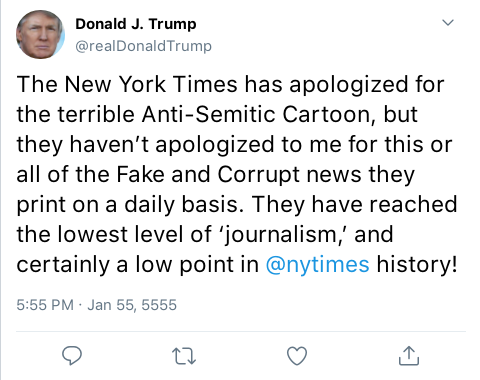 Donald J. Trump
@realDonaldTrump
The New York Times has apologized for
the terrible Anti-Semitic Cartoon, but
they haven’t apologized to me for this or
all of the Fake and Corrupt news they
print on a daily basis. They have reached
the lowest level of ‘journalism,’ and
certainly a low point in @nytimes history!
5:55 PM · Jan 55, 5555